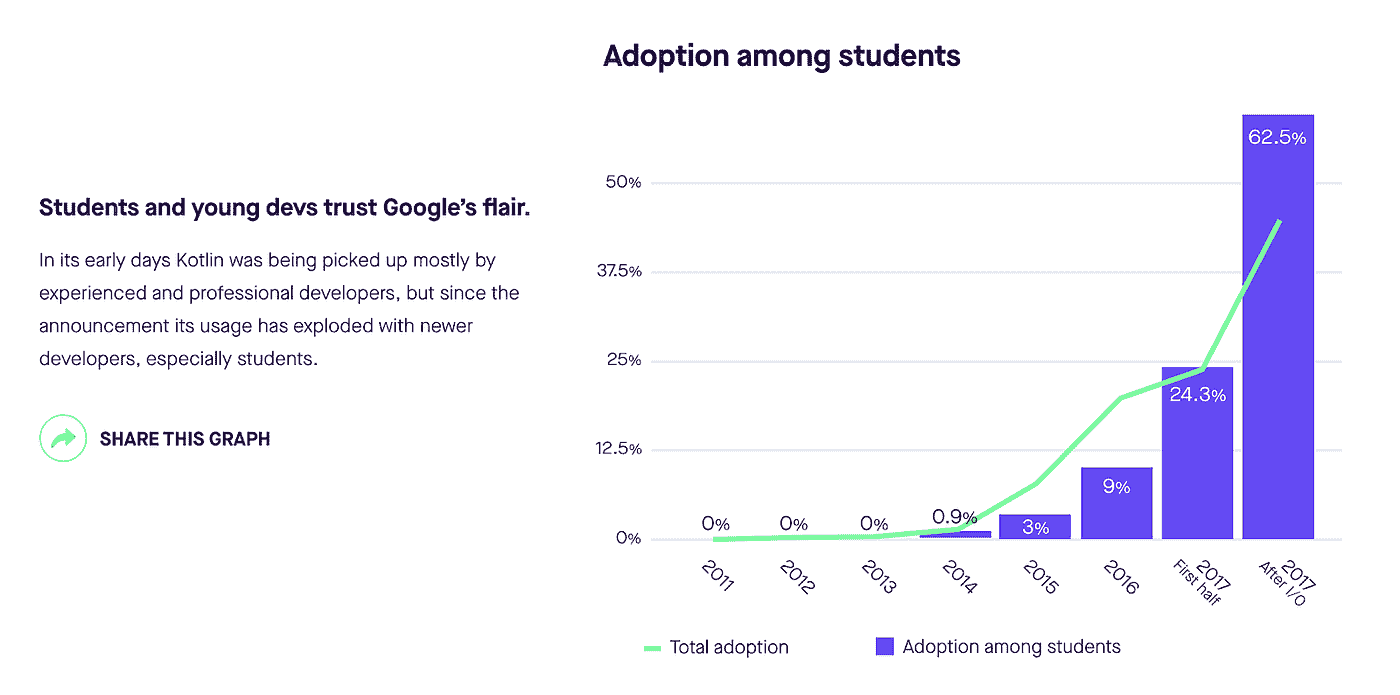 Adoption among students
Students and young devs trust Google's flair.
In its early days Kotlin was being picked up mostly by
experienced and professional developers, but since the
announcement its usage has exploded with newer
developers, especially students.
SHARE THIS GRAPH
50%
37.5%
25%
12.5%
0%
0%
0%
0%
0.9%
3%
9%
24.3%
62.5%
2011
2012
2013
2014
2015
2016
2017
First half
2017
After I/O
Total adoption
Adoption among students